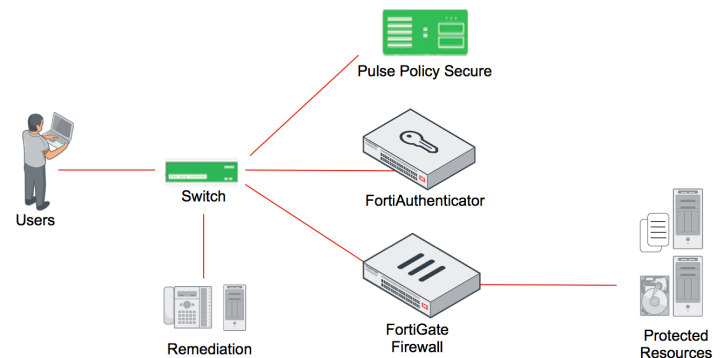 Pulse Policy Secure
Users
Switch
FortiAuthenticator
Remediation
FortiGate
Firewall
Protected
Resources